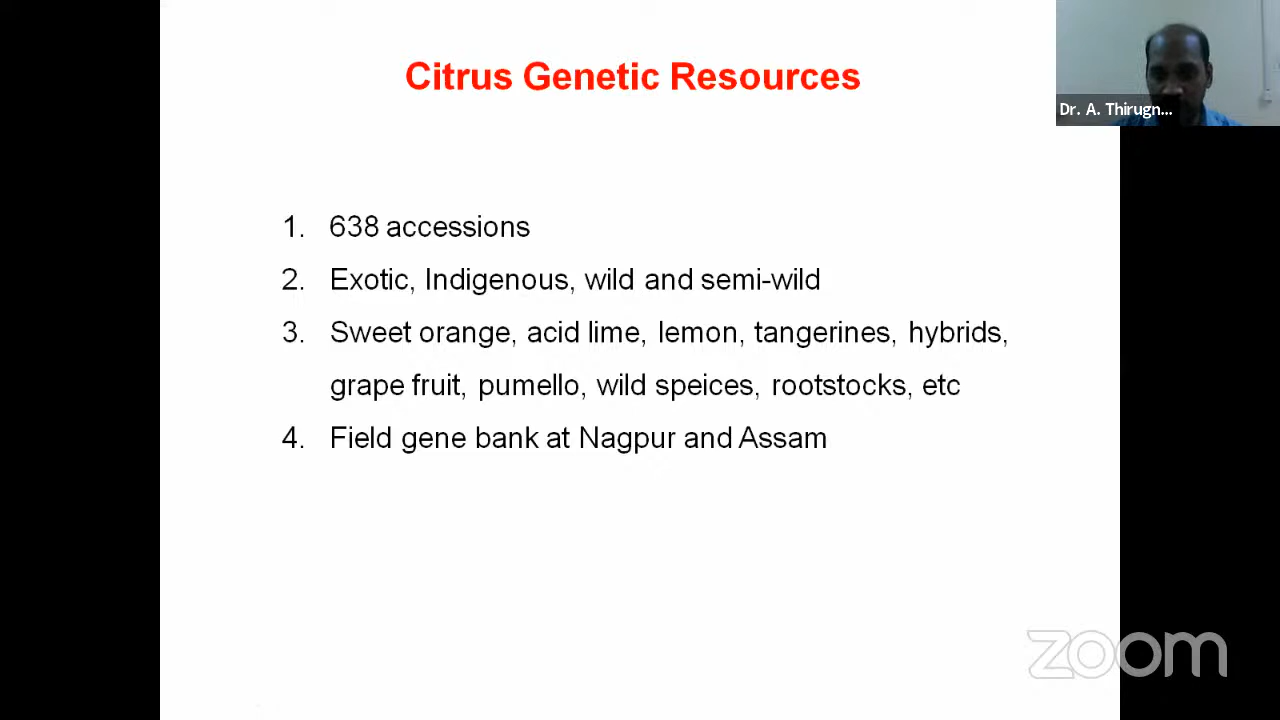 Citrus Genetic Resources
Dr. A. Thirugn...
1. 638 accessions
2. Exotic, Indigenous, wild and semi-wild
3. Sweet orange, acid lime, lemon, tangerines, hybrids,
grape fruit, pumello, wild speices, rootstocks, etc
4. Field gene bank at Nagpur and Assam
zoom